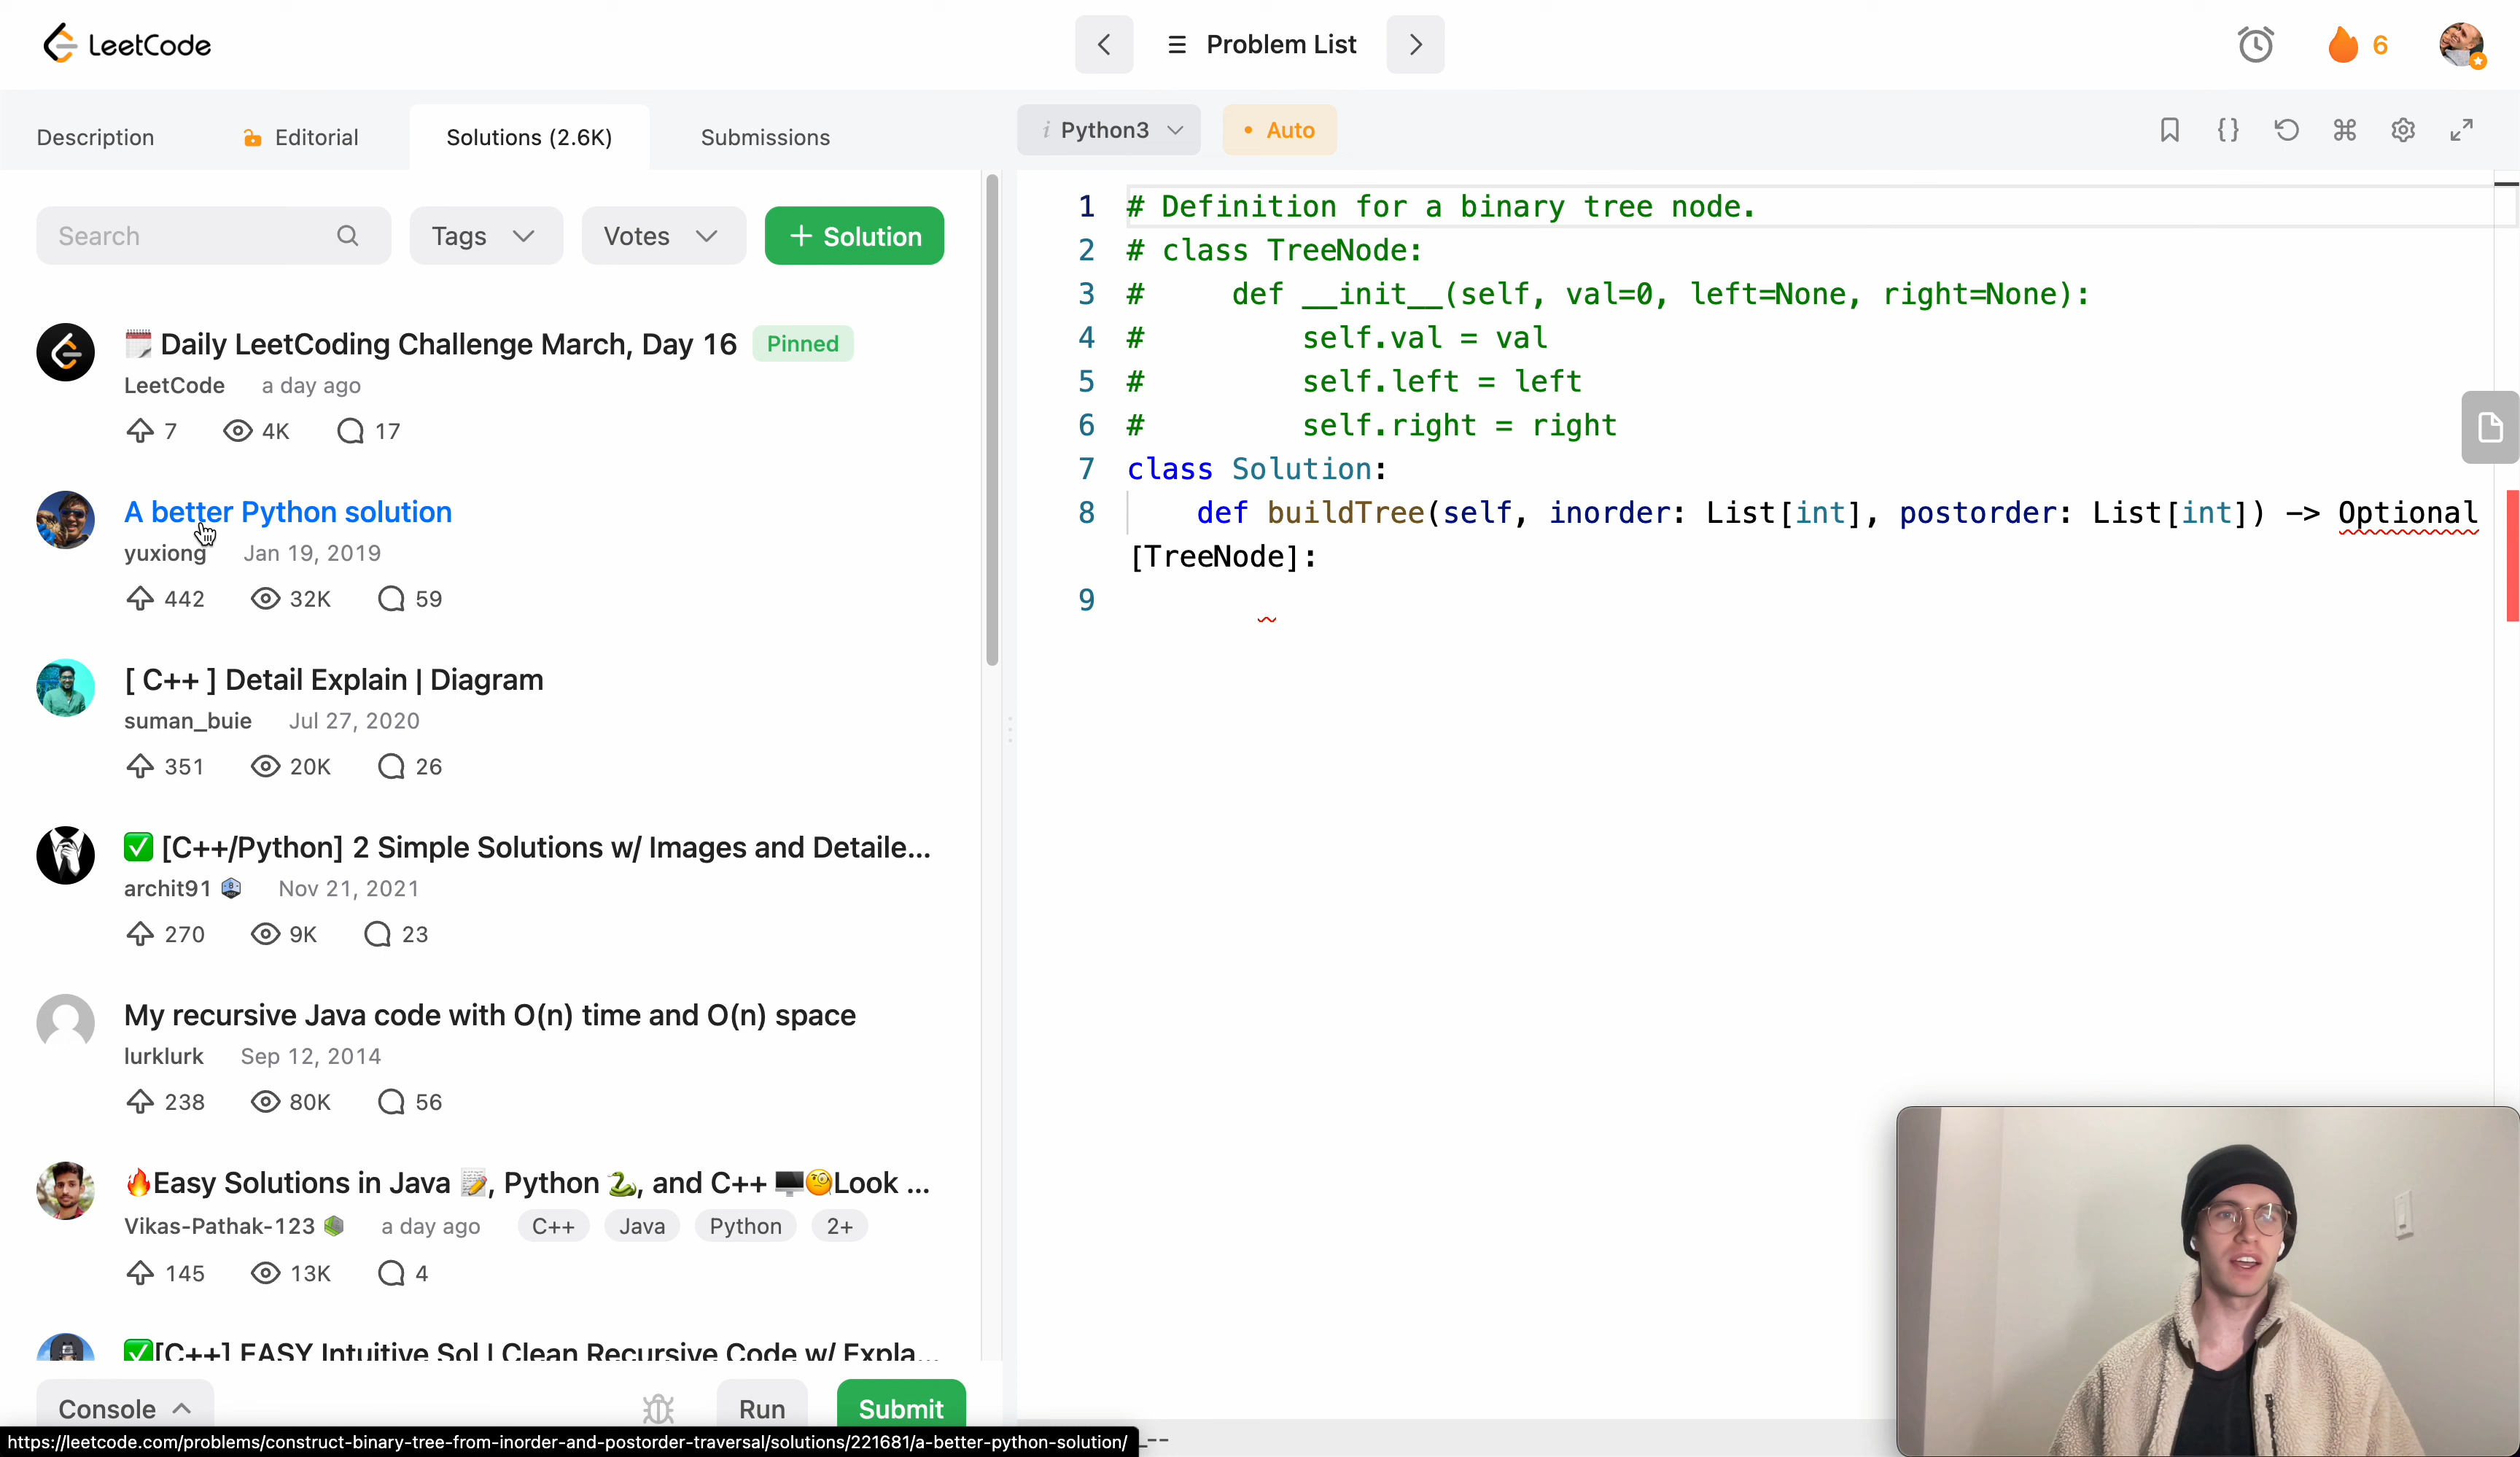 LeetCode
Problem List
6
Description
Editorial
Solutions (2.6K)
Submissions
i Python3
• Auto
Search
Tags
Votes
+ Solution
Daily LeetCoding Challenge March, Day 16 Pinned
LeetCode a day ago
7 4K 17
A better Python solution
yuxiong Jan 19, 2019
442 32K 59
[ C++ ] Detail Explain | Diagram
suman_buie Jul 27, 2020
351 20K 26
✅ [C++/Python] 2 Simple Solutions w/ Images and Detaile...
archit91 Nov 21, 2021
270 9K 23
My recursive Java code with O(n) time and O(n) space
lurklurk Sep 12, 2014
238 80K 56
🔥Easy Solutions in Java 📝, Python 🐍, and C++ 🖥️🧐Look ...
Vikas-Pathak-123 a day ago C++ Java Python 2+
145 13K 4
✅[C++] EASY Intuitive Sol | Clean Recursive Code w/ Expla...
Console
Run
Submit
https://leetcode.com/problems/construct-binary-tree-from-inorder-and-postorder-traversal/solutions/221681/a-better-python-solution/
--
1 # Definition for a binary tree node.
2 # class TreeNode:
3 #     def __init__(self, val=0, left=None, right=None):
4 #         self.val = val
5 #         self.left = left
6 #         self.right = right
7 class Solution:
8     def buildTree(self, inorder: List[int], postorder: List[int]) -> Optional
[TreeNode]:
9